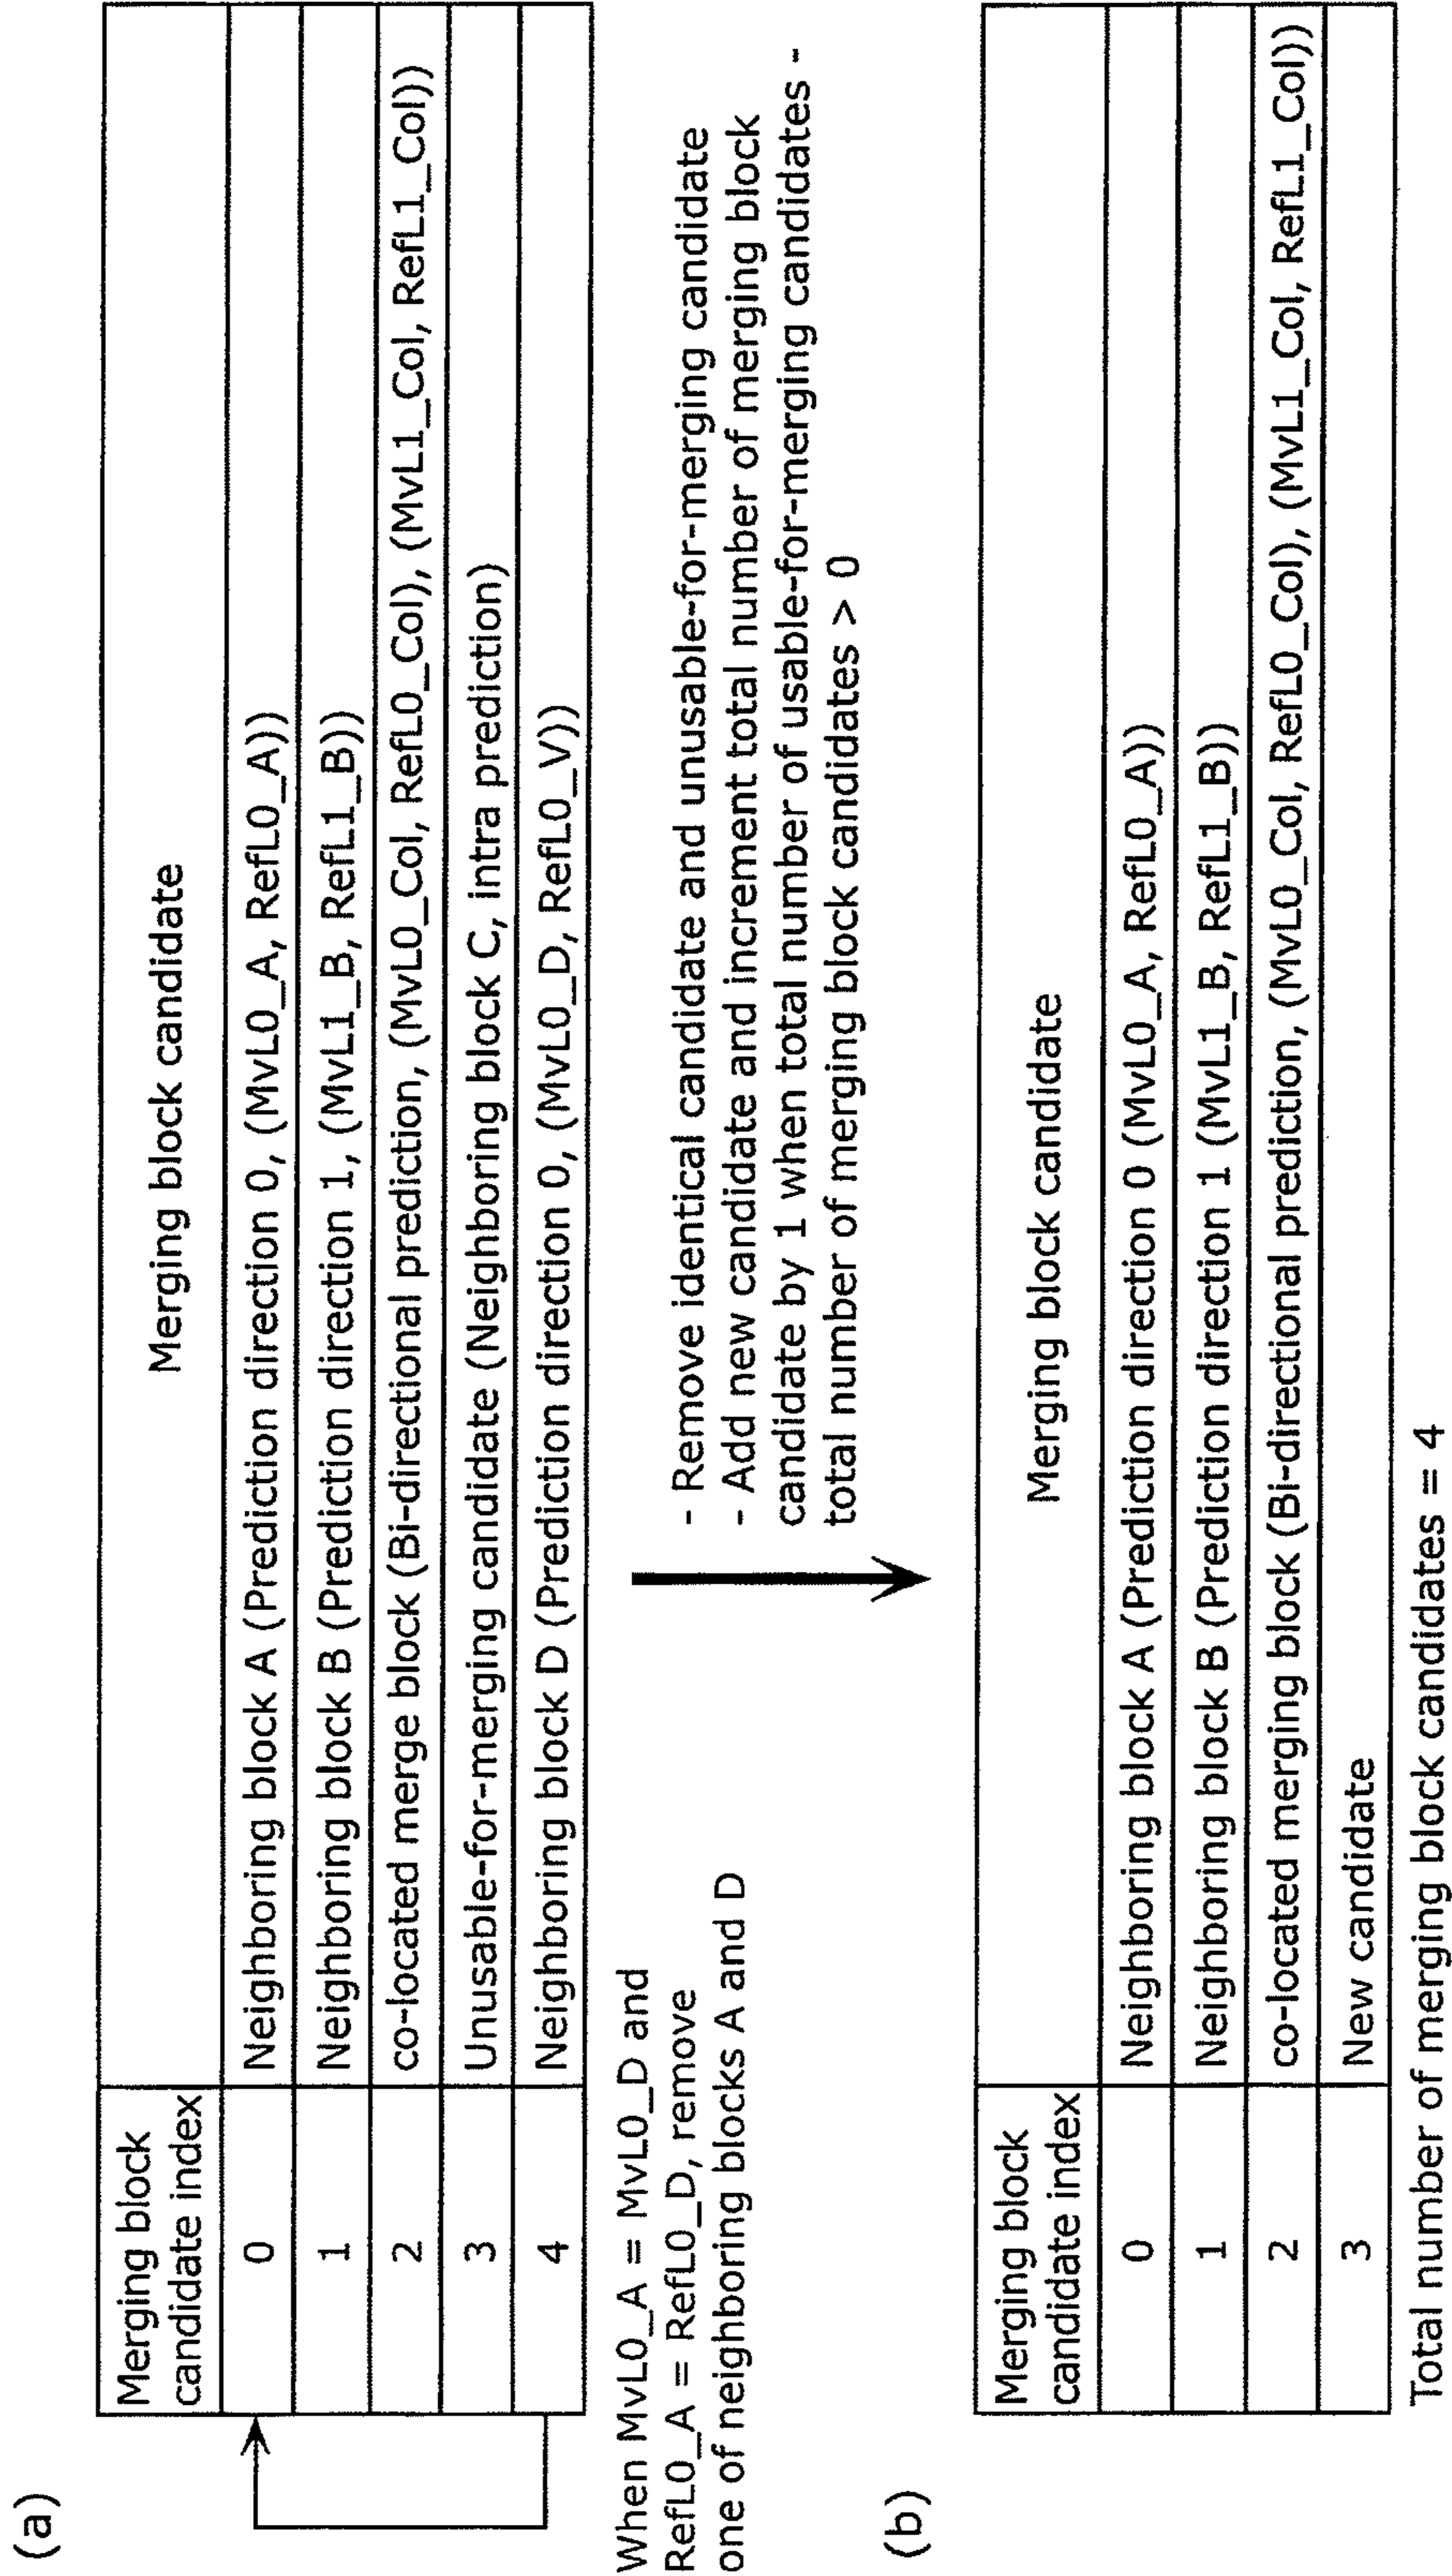 (a)
Merging block
candidate index
Merging block candidate
0
Neighboring block A (Prediction direction 0, (MvL0_A, RefL0_A))
1
Neighboring block B (Prediction direction 1, (MvL1_B, RefL1_B))
2
co-located merge block (Bi-directional prediction, (MvL0_Col, RefL0_Col), (MvL1_Col, RefL1_Col))
3
Unusable-for-merging candidate (Neighboring block C, intra prediction)
4
Neighboring block D (Prediction direction 0, (MvL0_D, RefL0_V))
When MvL0_A = MvL0_D and
RefL0_A = RefL0_D, remove
one of neighboring blocks A and D
- Remove identical candidate and unusable-for-merging candidate
- Add new candidate and increment total number of merging block
candidate by 1 when total number of usable-for-merging candidates -
total number of merging block candidates > 0
(b)
Merging block
candidate index
Merging block candidate
0
Neighboring block A (Prediction direction 0 (MvL0_A, RefL0_A))
1
Neighboring block B (Prediction direction 1 (MvL1_B, RefL1_B))
2
co-located merging block (Bi-directional prediction, (MvL0_Col, RefL0_Col), (MvL1_Col, RefL1_Col))
3
New candidate
Total number of merging block candidates = 4